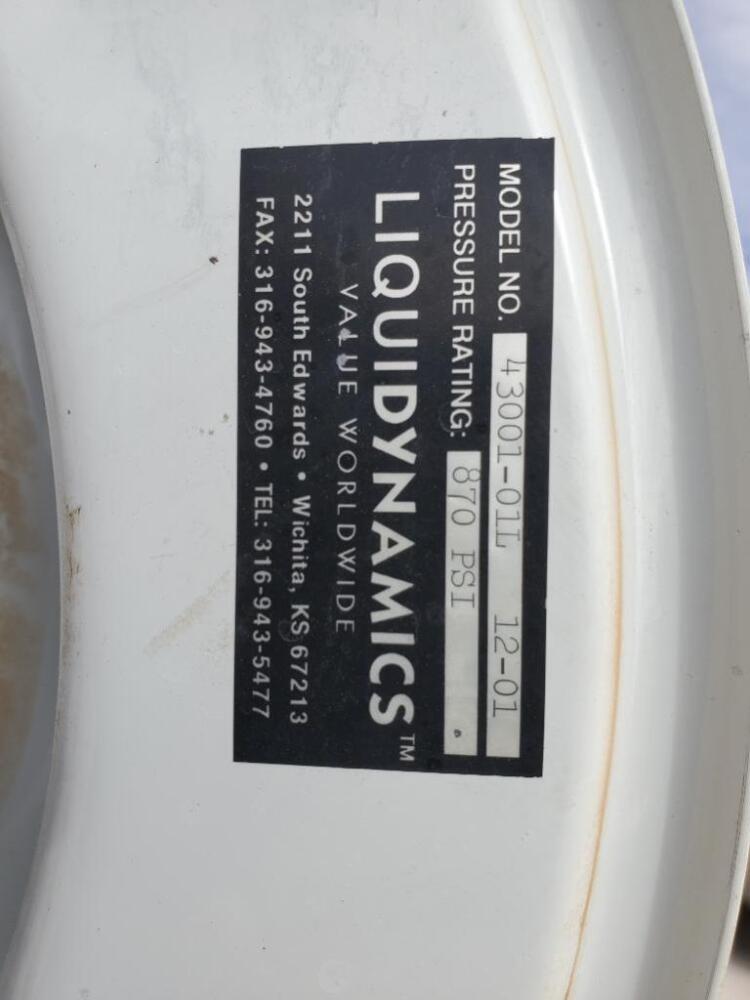 MODEL NO. 43001-01L 12-01
PRESSURE RATING: 870 PSI
LIQUIDYNAMICS™
VALUE WORLDWIDE
2211 South Edwards • Wichita, KS 67213
FAX: 316-943-4760 • TEL: 316-943-5477